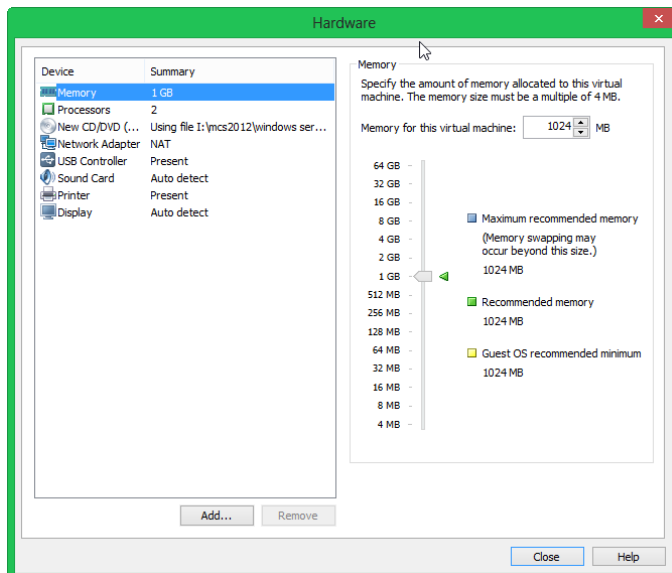 Hardware
Device Summary
Memory 1 GB
Processors 2
New CD/DVD (... Using file I:\mcs2012\windows ser...
Network Adapter NAT
USB Controller Present
Sound Card Auto detect
Printer Present
Display Auto detect
Add... Remove
Memory
Specify the amount of memory allocated to this virtual
machine. The memory size must be a multiple of 4 MB.
Memory for this virtual machine: 1024 MB
64 GB
32 GB
16 GB
8 GB
4 GB
2 GB
1 GB
512 MB
256 MB
128 MB
64 MB
32 MB
16 MB
8 MB
4 MB
Maximum recommended memory
(Memory swapping may
occur beyond this size.)
1024 MB
Recommended memory
1024 MB
Guest OS recommended minimum
1024 MB
Close Help